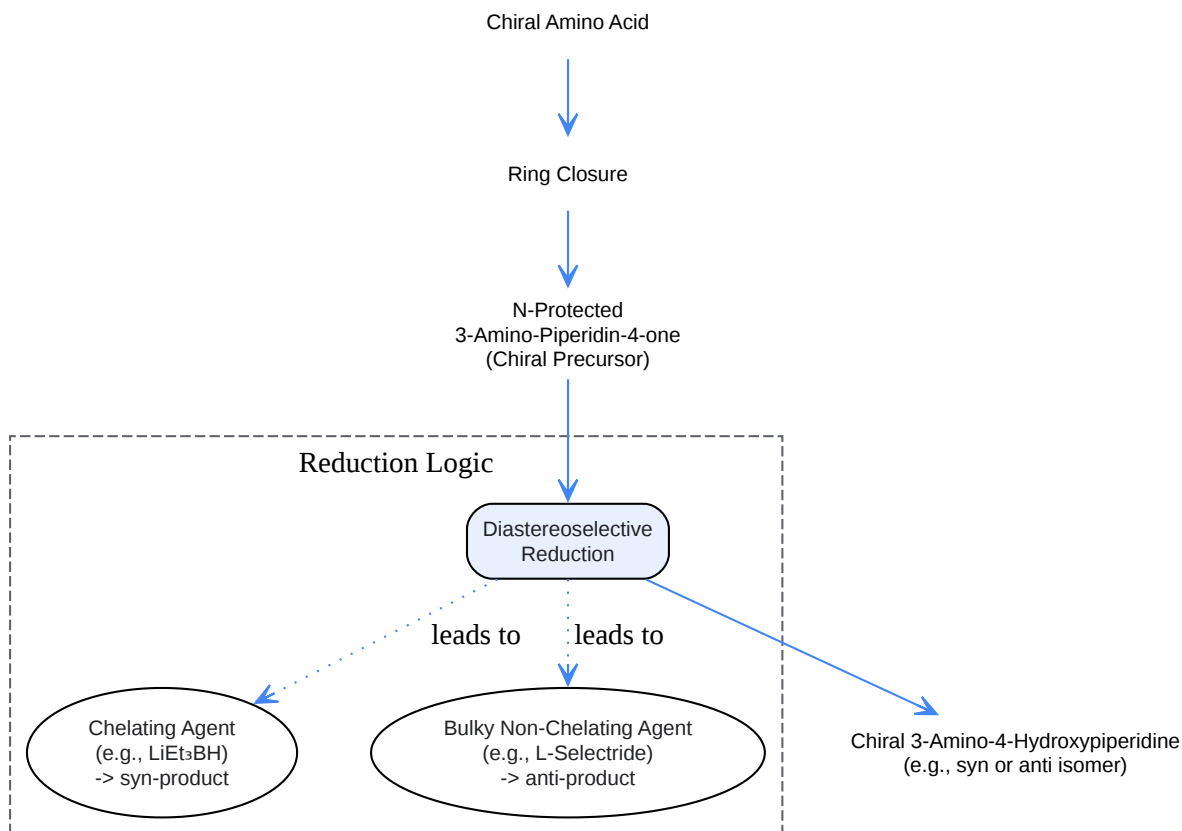 Chiral Amino Acid
Ring Closure
N-Protected
3-Amino-Piperidin-4-one
(Chiral Precursor)
Reduction Logic
Diastereoselective
Reduction
leads to
leads to
Chelating Agent
(e.g., LiEt₃BH)
-> syn-product
Bulky Non-Chelating Agent
(e.g., L-Selectride)
-> anti-product
Chiral 3-Amino-4-Hydroxypiperidine
(e.g., syn or anti isomer)